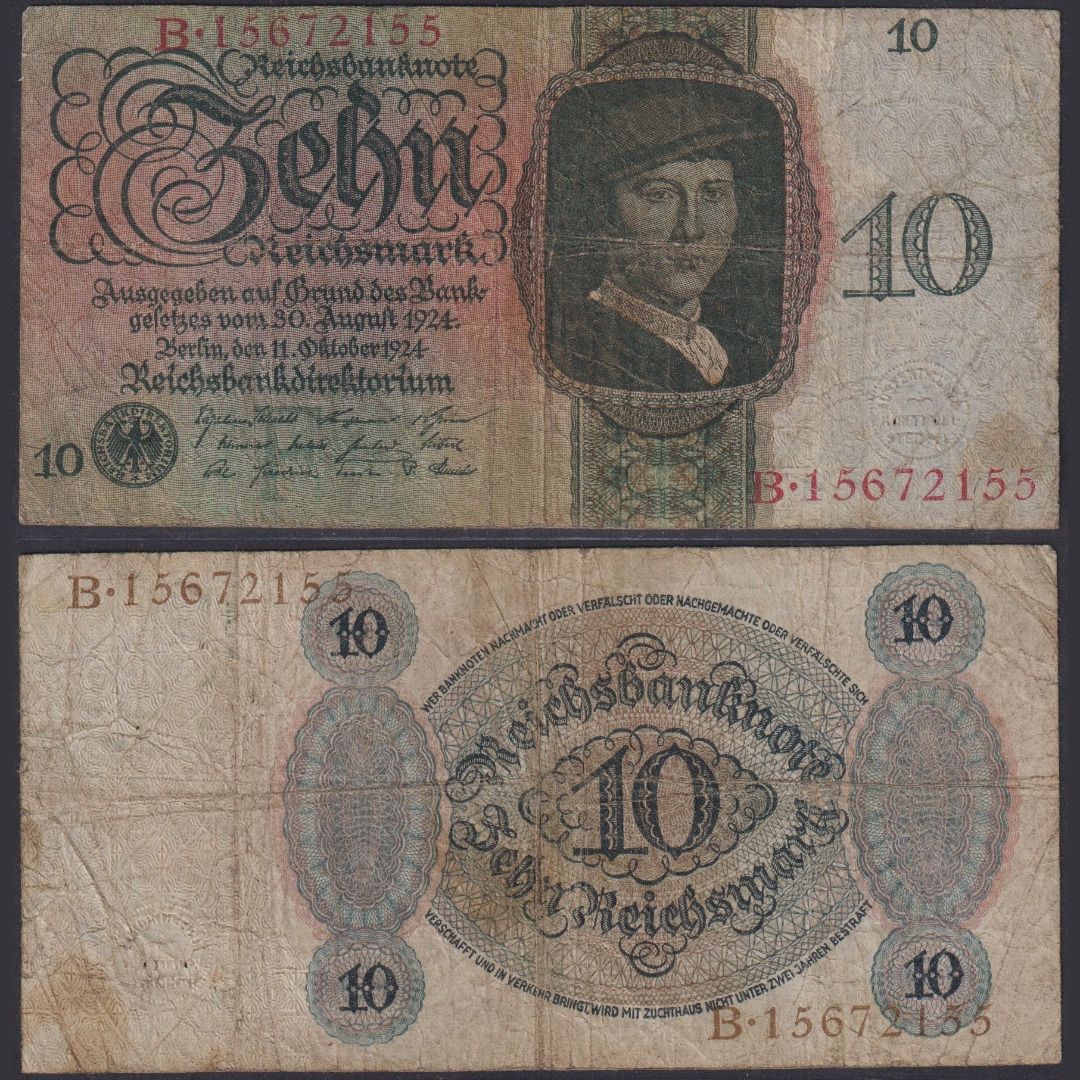 B·15672155
Reichsbanknote
Zehn
Reichsmark
Ausgegeben auf Grund des Bank-
gesetzes vom 30. August 1924.
Berlin, den 11. Oktober 1924
Reichsbankdirektorium
10
10
10
B·15672155
B·15672155
10
10
WER BANKNOTEN NACHMACHT ODER VERFÄLSCHT ODER NACHGEMACHTE ODER VERFÄLSCHTE SICH
Reichsbanknote
10
Zehn Reichsmark
VERSCHAFFT UND IN VERKEHR BRINGT, WIRD MIT ZUCHTHAUS NICHT UNTER ZWEI JAHREN BESTRAFT
10
10
B·15672155